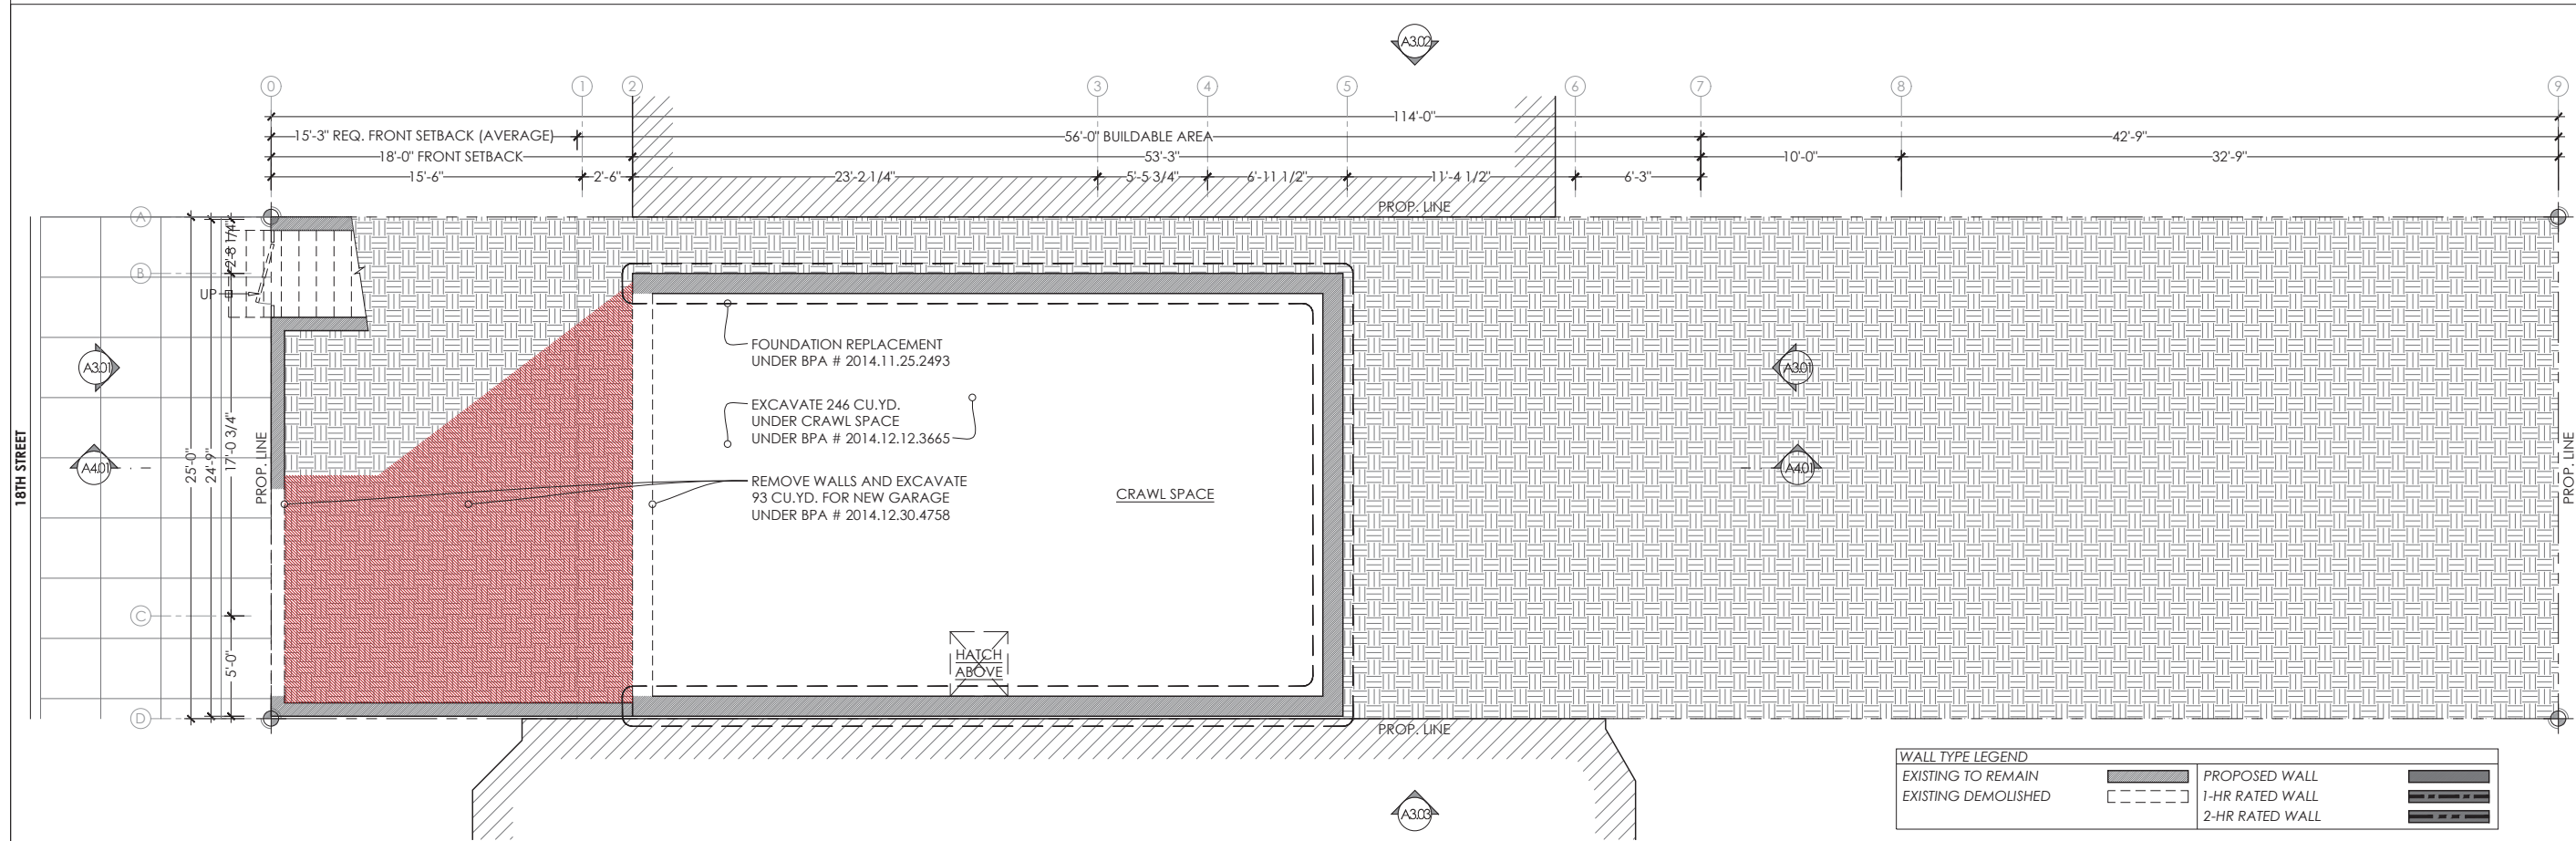 A3.02
0
1
2
3
4
5
6
7
8
9
114'-0"
15'-3" REQ. FRONT SETBACK (AVERAGE)
56'-0" BUILDABLE AREA
42'-9"
18'-0" FRONT SETBACK
53'-3"
10'-0"
32'-9"
15'-6"
2'-6"
23'-2 1/4"
5'-5 3/4"
6'-11 1/2"
11'-4 1/2"
6'-3"
PROP. LINE
A
B
C
D
2'-8 1/4"
UP
25'-0"
24'-9"
17'-0 3/4"
5'-0"
18TH STREET
PROP. LINE
A3.01
A4.01
FOUNDATION REPLACEMENT
UNDER BPA # 2014.11.25.2493
EXCAVATE 246 CU.YD.
UNDER CRAWL SPACE
UNDER BPA # 2014.12.12.3665
REMOVE WALLS AND EXCAVATE
93 CU.YD. FOR NEW GARAGE
UNDER BPA # 2014.12.30.4758
CRAWL SPACE
HATCH
ABOVE
A3.01
A4.01
PROP. LINE
PROP. LINE
A3.03
WALL TYPE LEGEND
EXISTING TO REMAIN
PROPOSED WALL
EXISTING DEMOLISHED
1-HR RATED WALL
2-HR RATED WALL